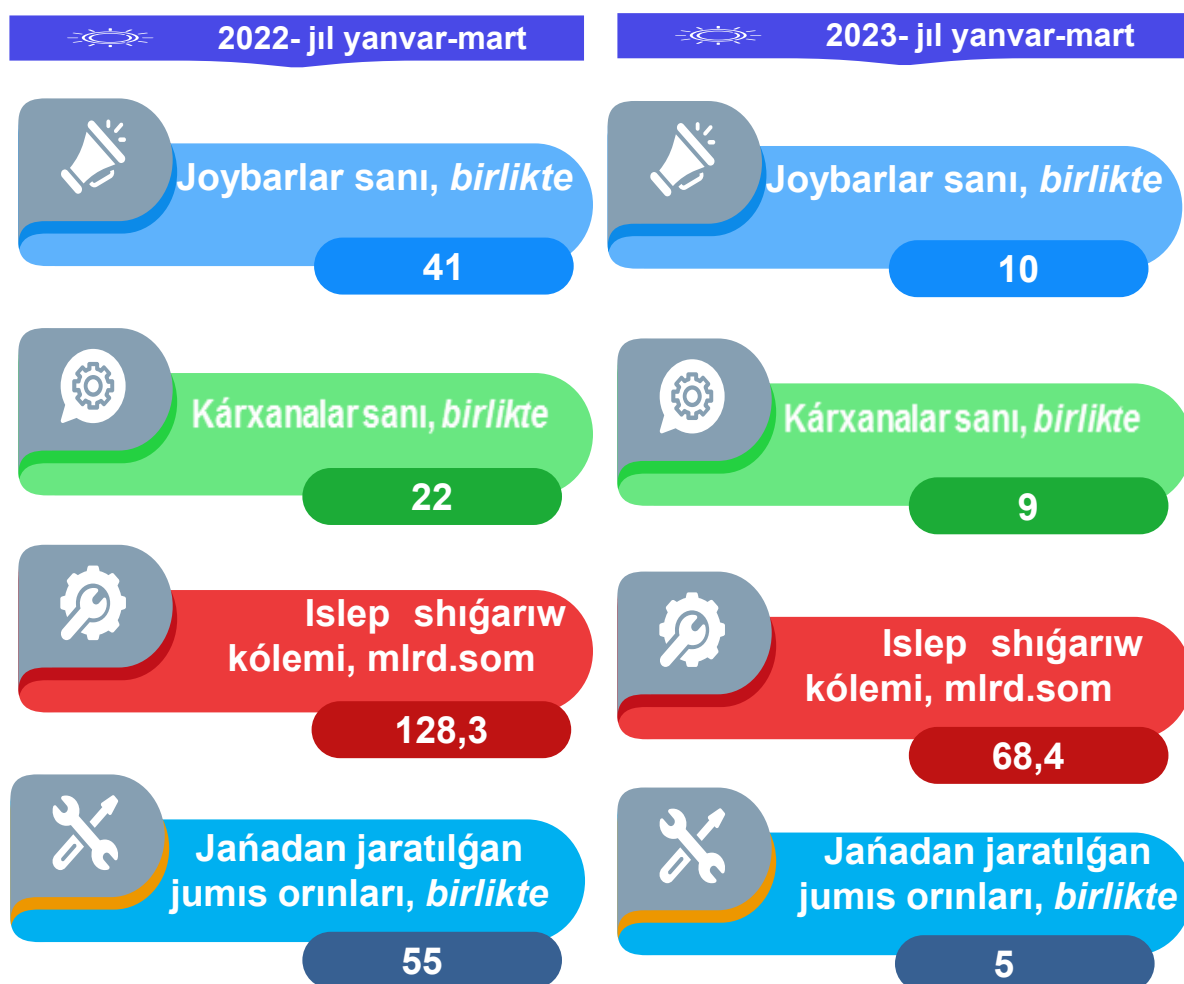 2022- jıl yanvar-mart
Joybarlar sanı, birlikte
41
Kárxanalar sanı, birlikte
22
Islep shıǵarıw
kólemi, mlrd.som
128,3
Jańadan jaratılǵan
jumıs orınları, birlikte
55
2023- jıl yanvar-mart
Joybarlar sanı, birlikte
10
Kárxanalar sanı, birlikte
9
Islep shıǵarıw
kólemi, mlrd.som
68,4
Jańadan jaratılǵan
jumıs orınları, birlikte
5